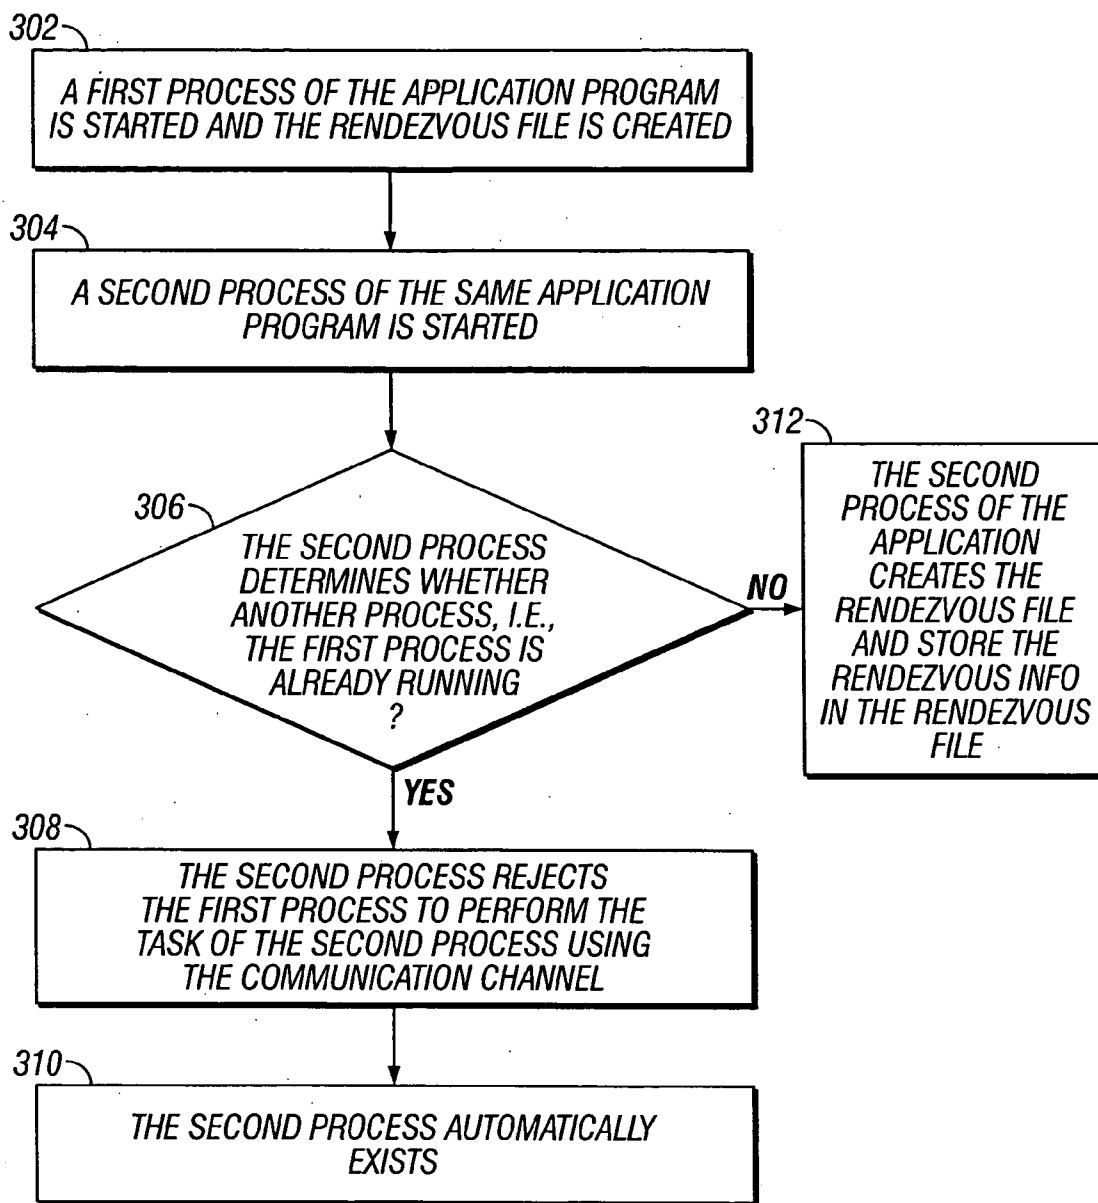 302
A FIRST PROCESS OF THE APPLICATION PROGRAM
IS STARTED AND THE RENDEZVOUS FILE IS CREATED
304
A SECOND PROCESS OF THE SAME APPLICATION
PROGRAM IS STARTED
306
THE SECOND PROCESS
DETERMINES WHETHER
ANOTHER PROCESS, I.E.,
THE FIRST PROCESS IS
ALREADY RUNNING
?
NO
312
THE SECOND
PROCESS OF THE
APPLICATION
CREATES THE
RENDEZVOUS FILE
AND STORE THE
RENDEZVOUS INFO
IN THE RENDEZVOUS
FILE
YES
308
THE SECOND PROCESS REJECTS
THE FIRST PROCESS TO PERFORM THE
TASK OF THE SECOND PROCESS USING
THE COMMUNICATION CHANNEL
310
THE SECOND PROCESS AUTOMATICALLY
EXISTS